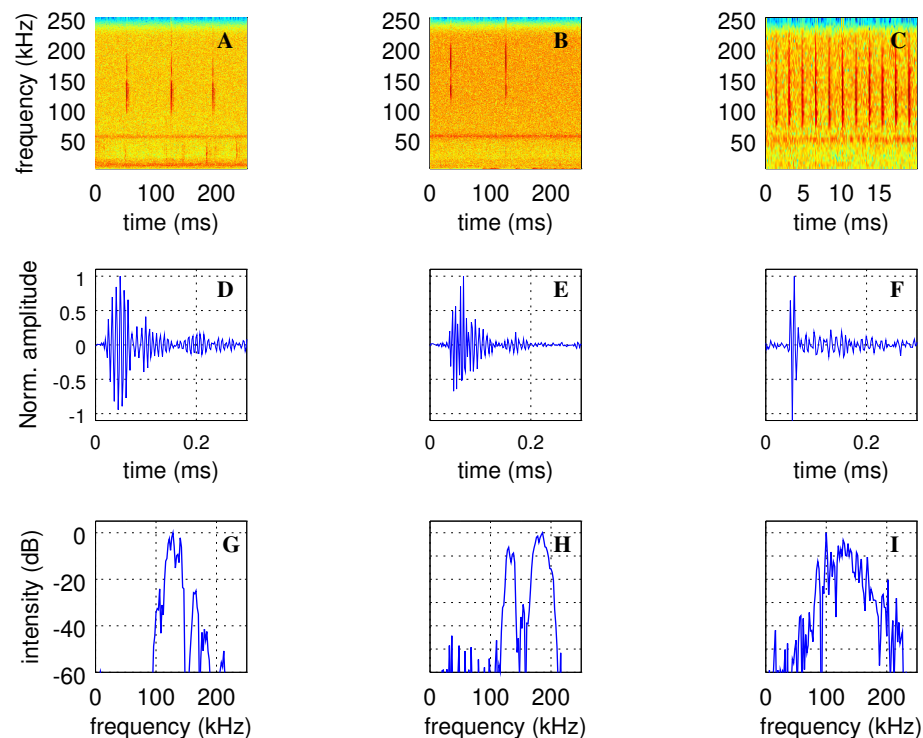 250
200
150
100
50
frequency (kHz)
A
0 100 200
time (ms)
250
200
150
100
50
B
0 100 200
time (ms)
250
200
150
100
50
C
0 5 10 15
time (ms)
1
0.5
0
-0.5
-1
Norm. amplitude
D
0 0.2
time (ms)
E
0 0.2
time (ms)
F
0 0.2
time (ms)
0
-20
-40
-60
intensity (dB)
G
0 100 200
frequency (kHz)
H
0 100 200
frequency (kHz)
I
0 100 200
frequency (kHz)